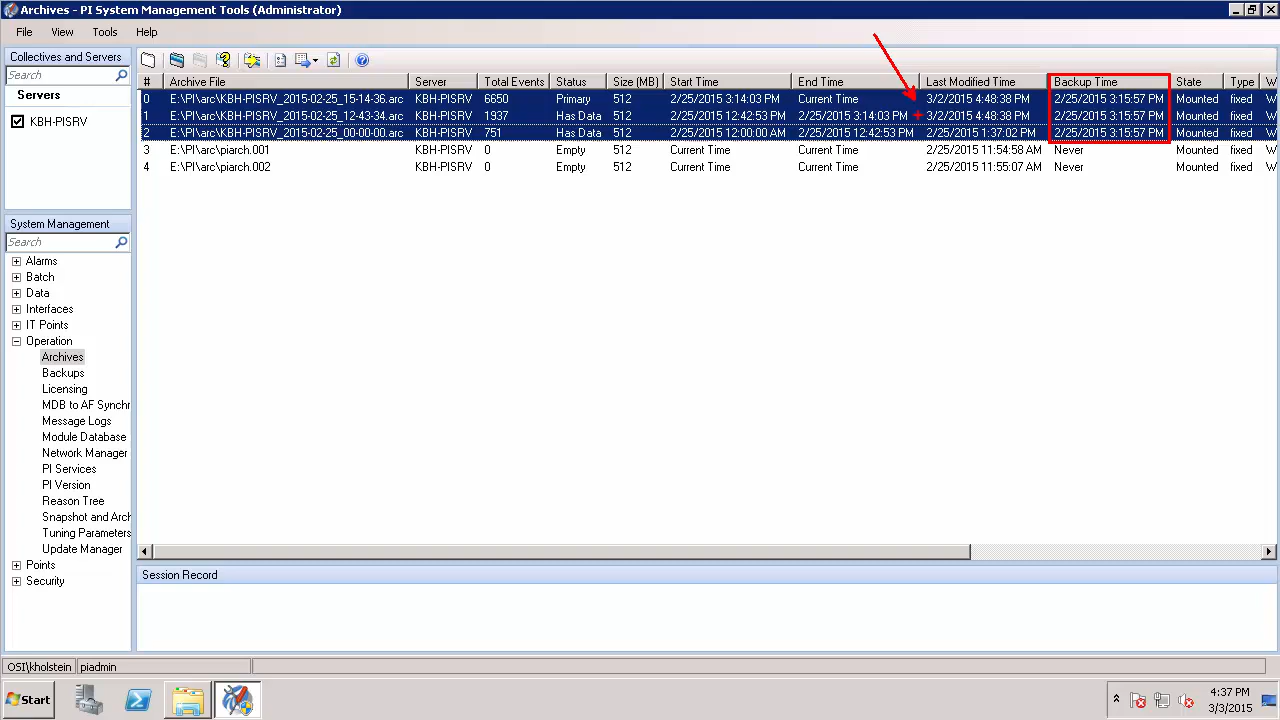 Archives - PI System Management Tools (Administrator)
File View Tools Help
Collectives and Servers
Search
Servers
KBH-PISRV
# Archive File Server Total Events Status Size (MB) Start Time End Time Last Modified Time Backup Time State Type W
0 E:\PI\arc\KBH-PISRV_2015-02-25_15-14-36.arc KBH-PISRV 6650 Primary 512 2/25/2015 3:14:03 PM Current Time 3/2/2015 4:48:38 PM 2/25/2015 3:15:57 PM Mounted fixed W
1 E:\PI\arc\KBH-PISRV_2015-02-25_12-43-34.arc KBH-PISRV 1937 Has Data 512 2/25/2015 12:42:53 PM 2/25/2015 3:14:03 PM 3/2/2015 4:48:38 PM 2/25/2015 3:15:57 PM Mounted fixed W
2 E:\PI\arc\KBH-PISRV_2015-02-25_00-00-00.arc KBH-PISRV 751 Has Data 512 2/25/2015 12:00:00 AM 2/25/2015 12:42:53 PM 2/25/2015 1:37:02 PM 2/25/2015 3:15:57 PM Mounted fixed W
3 E:\PI\arc\piarch.001 KBH-PISRV 0 Empty 512 Current Time Current Time 2/25/2015 11:54:58 AM Never Mounted fixed W
4 E:\PI\arc\piarch.002 KBH-PISRV 0 Empty 512 Current Time Current Time 2/25/2015 11:55:07 AM Never Mounted fixed W
System Management
Search
Alarms
Batch
Data
Interfaces
IT Points
Operation
Archives
Backups
Licensing
MDB to AF Synchr
Message Logs
Module Database
Network Manager
PI Services
PI Version
Reason Tree
Snapshot and Arch
Tuning Parameters
Update Manager
Points
Security
Session Record
OSI\kholstein piadmin
Start
4:37 PM
3/3/2015